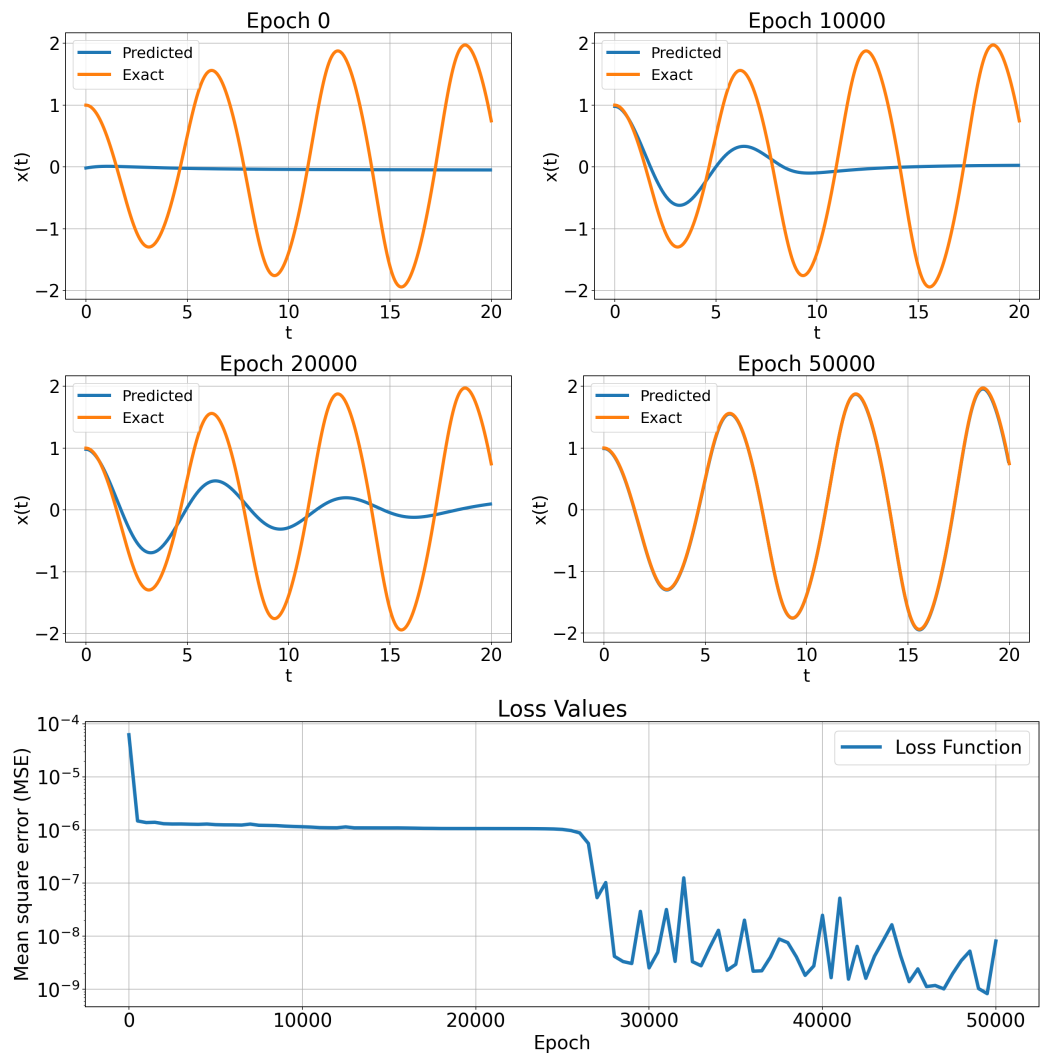 Epoch 0
Predicted
Exact
x(t)
2
1
0
−1
−2
0 5 10 15 20
t
Epoch 10000
Predicted
Exact
x(t)
2
1
0
−1
−2
0 5 10 15 20
t
Epoch 20000
Predicted
Exact
x(t)
2
1
0
−1
−2
0 5 10 15 20
t
Epoch 50000
Predicted
Exact
x(t)
2
1
0
−1
−2
0 5 10 15 20
t
Loss Values
Loss Function
Mean square error (MSE)
10⁻⁴
10⁻⁵
10⁻⁶
10⁻⁷
10⁻⁸
10⁻⁹
0 10000 20000 30000 40000 50000
Epoch